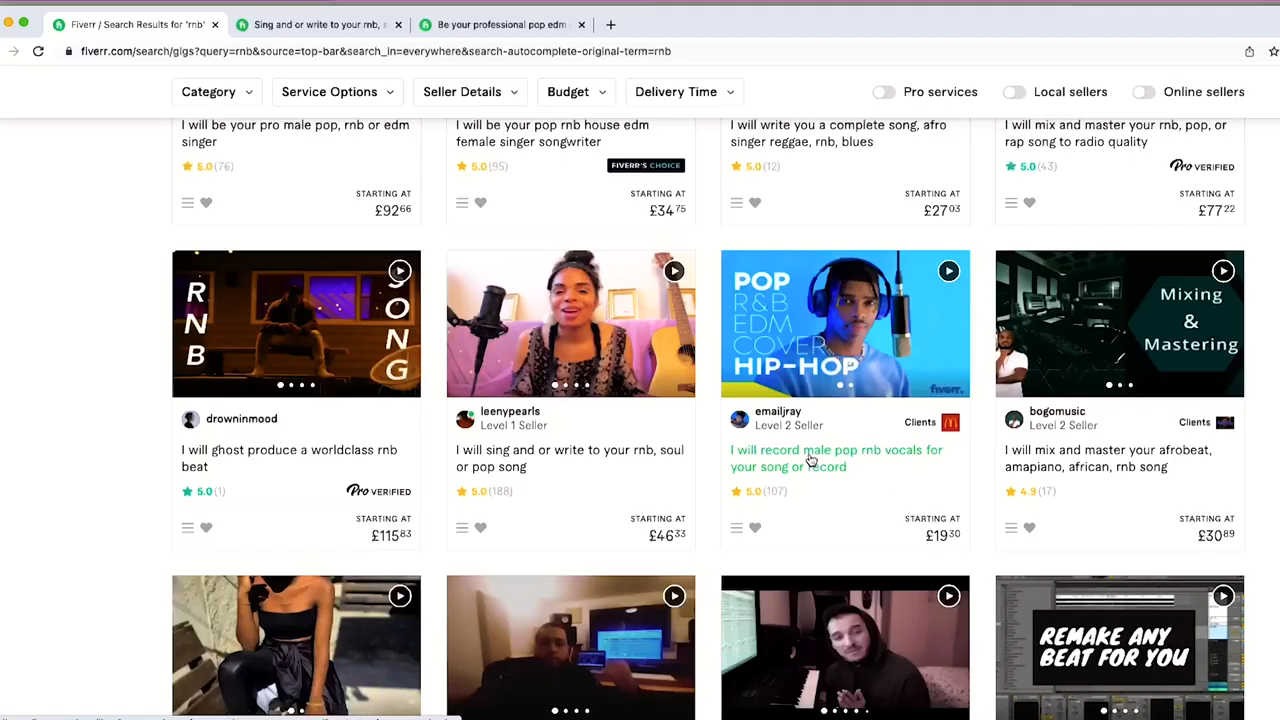 Fiverr / Search Results for 'rnb'
Sing and or write to your rnb, s
Be your professional pop edm
fiverr.com/search/gigs?query=rnb&source=top-bar&search_in=everywhere&search-autocomplete-original-term=rnb
Category
Service Options
Seller Details
Budget
Delivery Time
Pro services
Local sellers
Online sellers
I will be your pro male pop, rnb or edm
singer
5.0 (76)
STARTING AT
£92 66
I will be your pop rnb house edm
female singer songwriter
5.0 (95)
FIVERR'S CHOICE
STARTING AT
£34 75
I will write you a complete song, afro
singer reggae, rnb, blues
5.0 (12)
STARTING AT
£27 03
I will mix and master your rnb, pop, or
rap song to radio quality
5.0 (43)
Pro VERIFIED
STARTING AT
£77 22
RNB
SONG
drowninmood
I will ghost produce a worldclass rnb
beat
5.0 (1)
Pro VERIFIED
STARTING AT
£115 83
leenypearls
Level 1 Seller
I will sing and or write to your rnb, soul
or pop song
5.0 (188)
STARTING AT
£46 33
POP
R&B
EDM
COVER
HIP-HOP
fiverr.
emailjray
Level 2 Seller
Clients
I will record male pop rnb vocals for
your song or record
5.0 (107)
STARTING AT
£19 30
Mixing
&
Mastering
bogomusic
Level 2 Seller
Clients
I will mix and master your afrobeat,
amapiano, african, rnb song
4.9 (17)
STARTING AT
£30 89
REMAKE ANY
BEAT FOR YOU